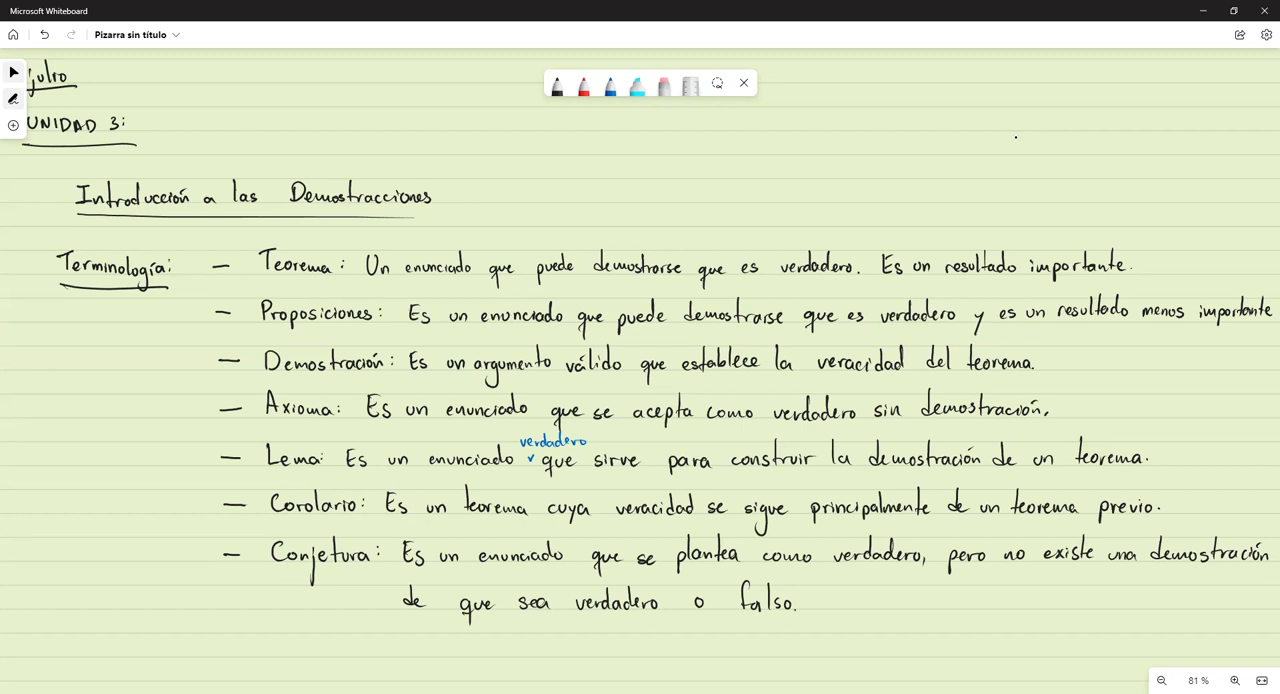 Microsoft Whiteboard
Pizarra sin título
julio
UNIDAD 3:
Introducción a las Demostracciones
Terminología: — Teorema: Un enunciado que puede demostrarse que es verdadero. Es un resultado importante.
— Proposiciones: Es un enunciado que puede demostrarse que es verdadero y es un resultado menos importante
— Demostración: Es un argumento válido que establece la veracidad del teorema.
— Axioma: Es un enunciado que se acepta como verdadero sin demostración.
verdadero
— Lema: Es un enunciado que sirve para construir la demostración de un teorema.
— Corolario: Es un teorema cuya veracidad se sigue principalmente de un teorema previo.
— Conjetura: Es un enunciado que se plantea como verdadero, pero no existe una demostración
de que sea verdadero o falso.
81 %